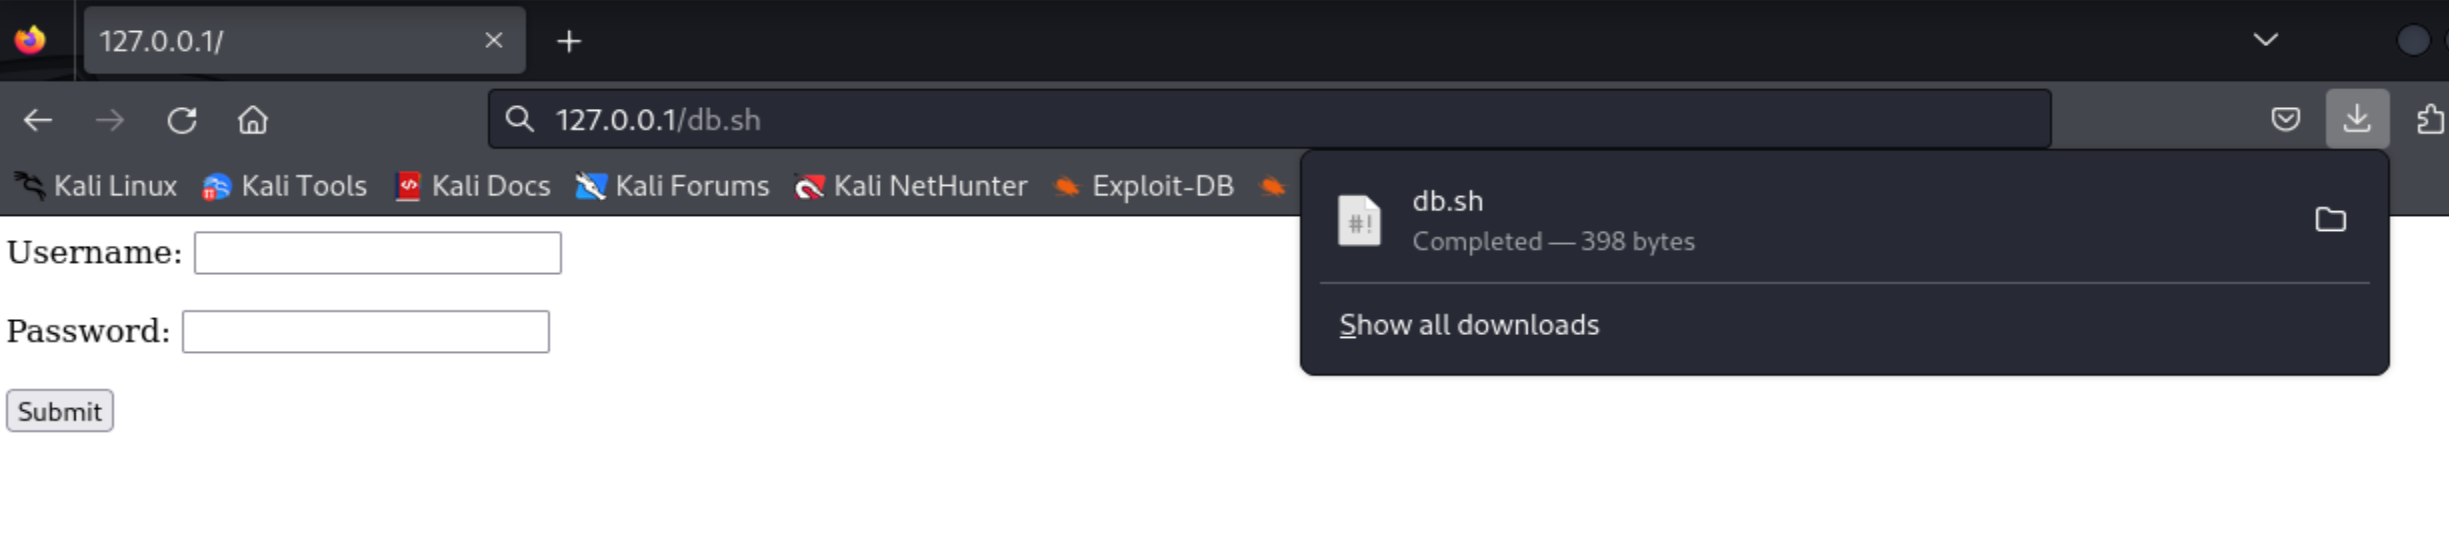 127.0.0.1/
127.0.0.1/db.sh
Kali Linux Kali Tools Kali Docs Kali Forums Kali NetHunter Exploit-DB
db.sh
Completed — 398 bytes
Show all downloads
Username:
Password:
Submit